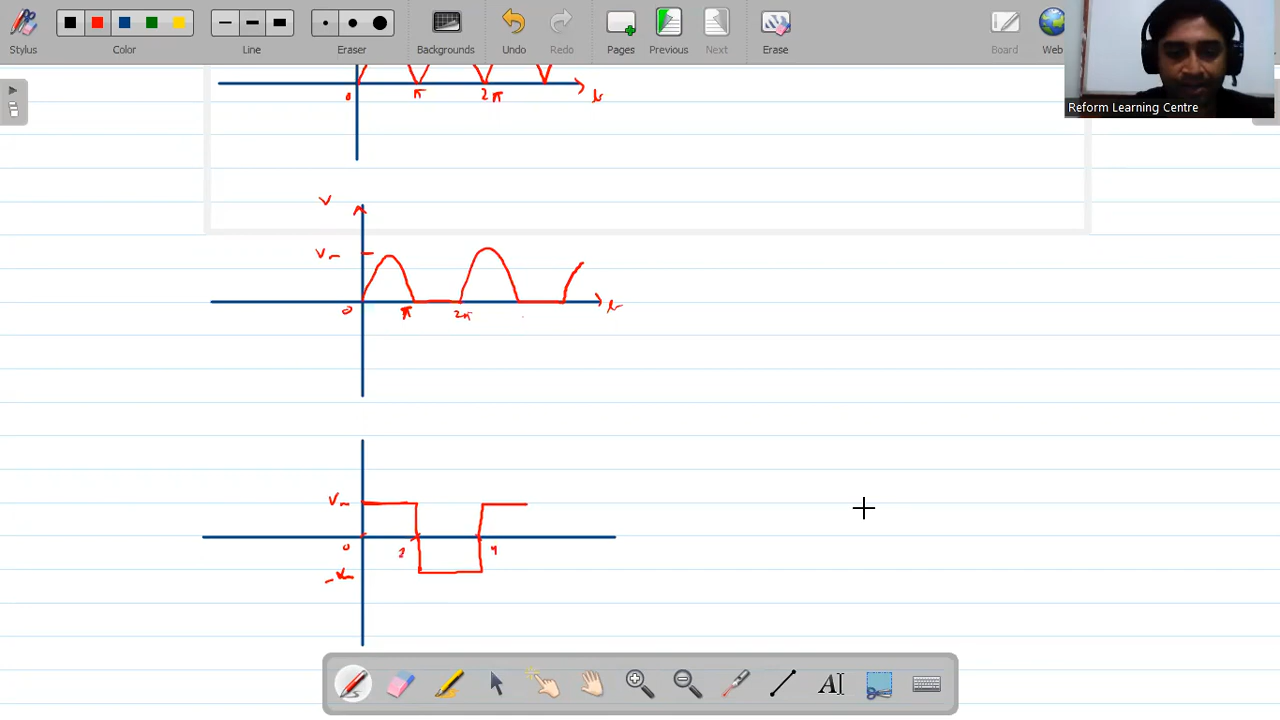 Stylus Color Line Eraser Backgrounds Undo Redo Pages Previous Next Erase Board Web
Reform Learning Centre
0 π 2π t
V
Vm
0 π 2π t
Vm
0 2 4
-Vm